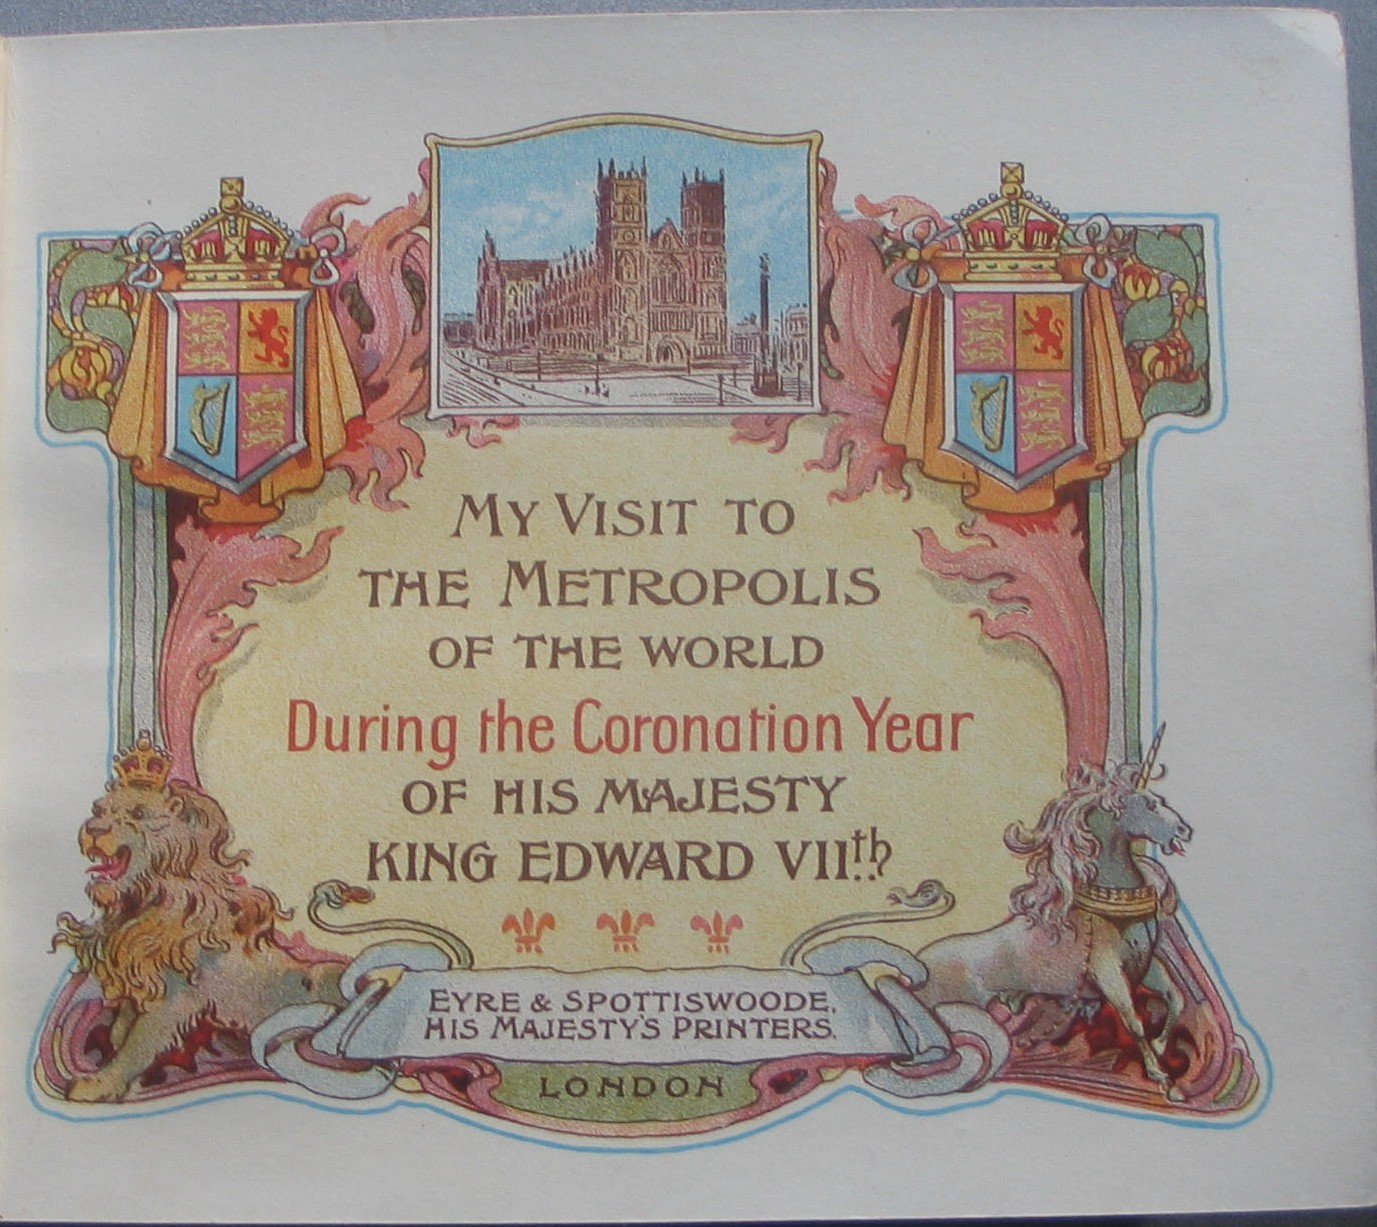 MY VISIT TO
THE METROPOLIS
OF THE WORLD
During the Coronation Year
OF HIS MAJESTY
KING EDWARD VIIth
EYRE & SPOTTISWOODE,
HIS MAJESTY'S PRINTERS.
LONDON